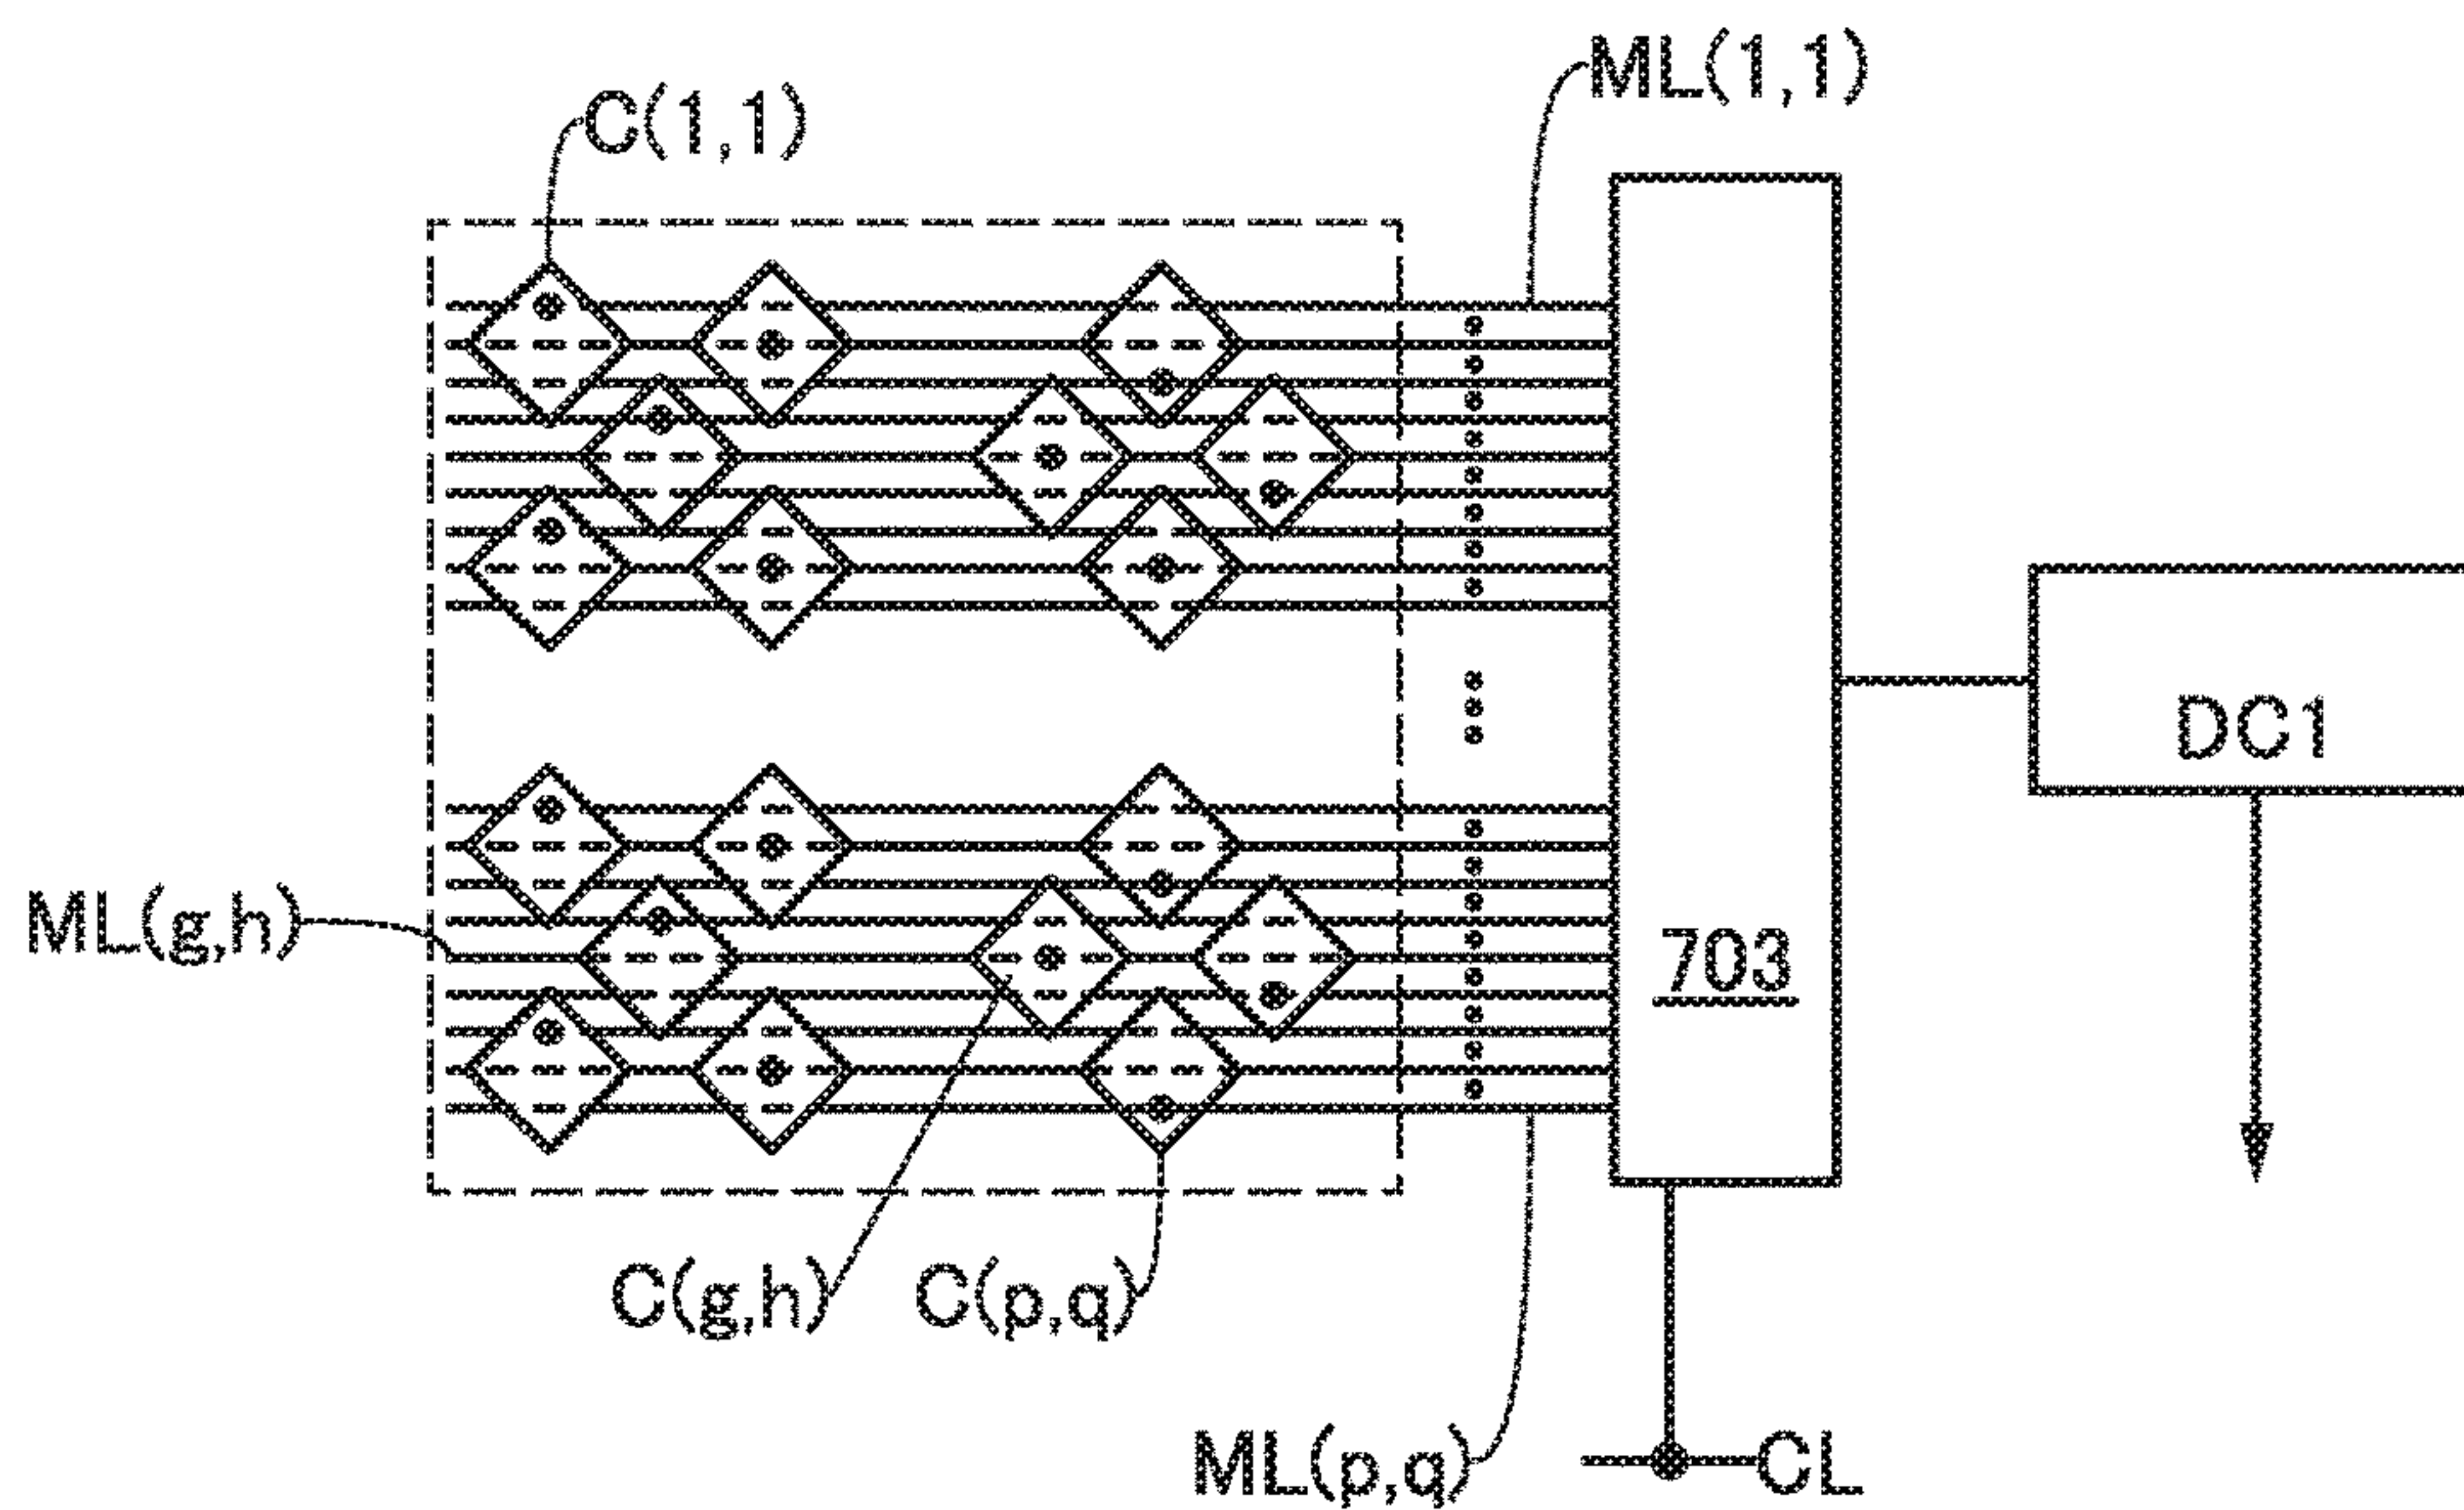 ML(1,1)
C(1,1)
DC1
ML(g,h)
703
C(g,h)
C(p,q)
ML(p,q)
CL